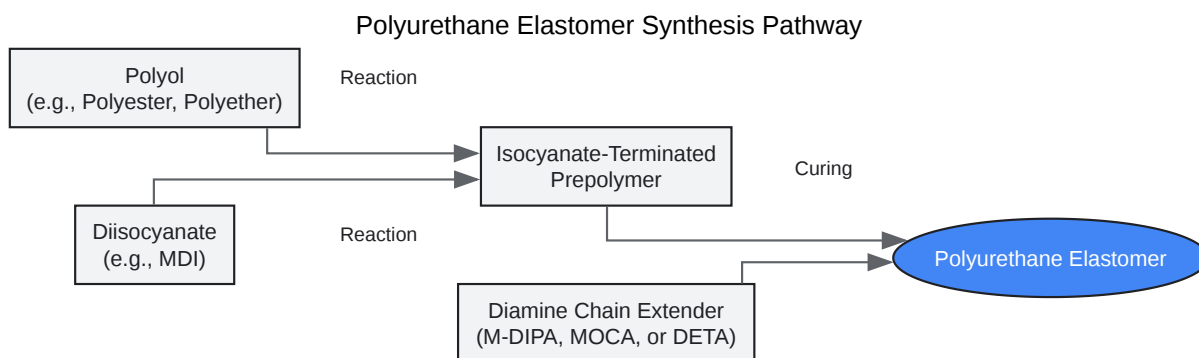 Polyurethane Elastomer Synthesis Pathway
Polyol
(e.g., Polyester, Polyether)
Reaction
Isocyanate-Terminated
Prepolymer
Curing
Diisocyanate
(e.g., MDI)
Reaction
Polyurethane Elastomer
Diamine Chain Extender
(M-DIPA, MOCA, or DETA)